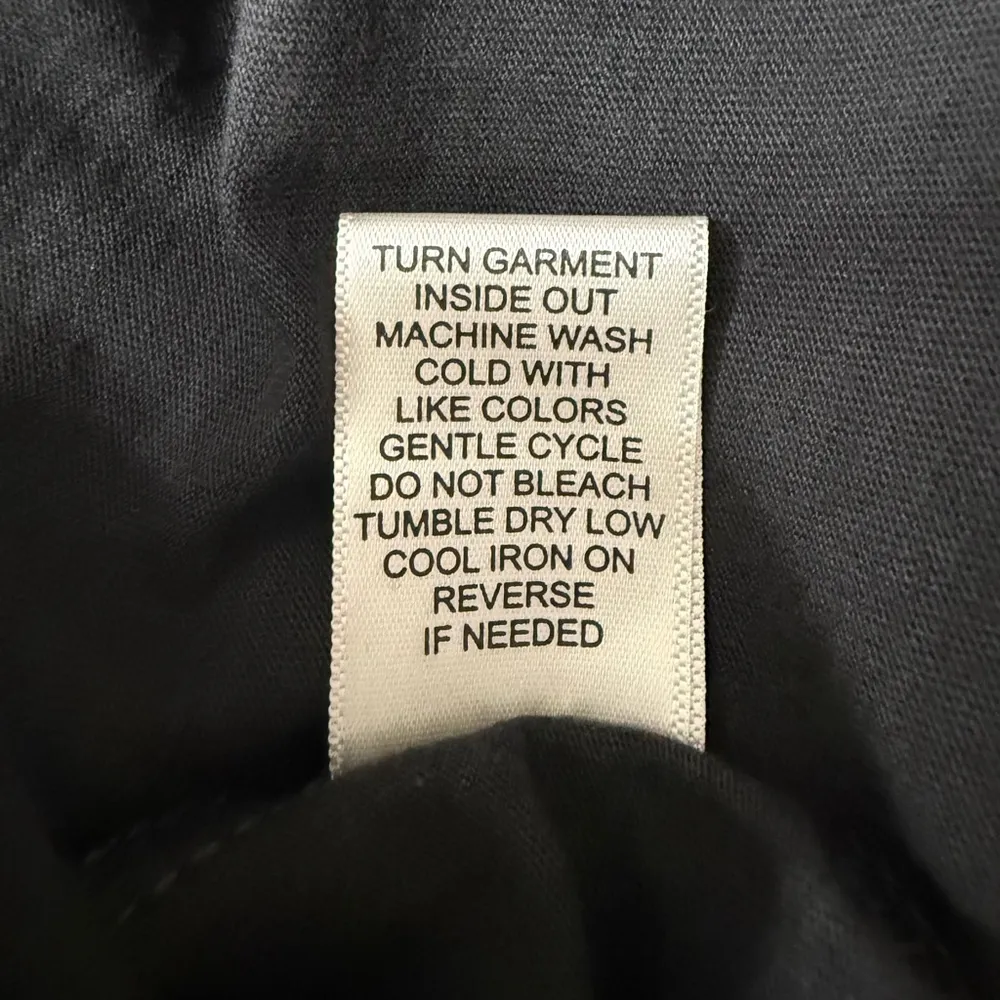 TURN GARMENT
INSIDE OUT
MACHINE WASH
COLD WITH
LIKE COLORS
GENTLE CYCLE
DO NOT BLEACH
TUMBLE DRY LOW
COOL IRON ON
REVERSE
IF NEEDED